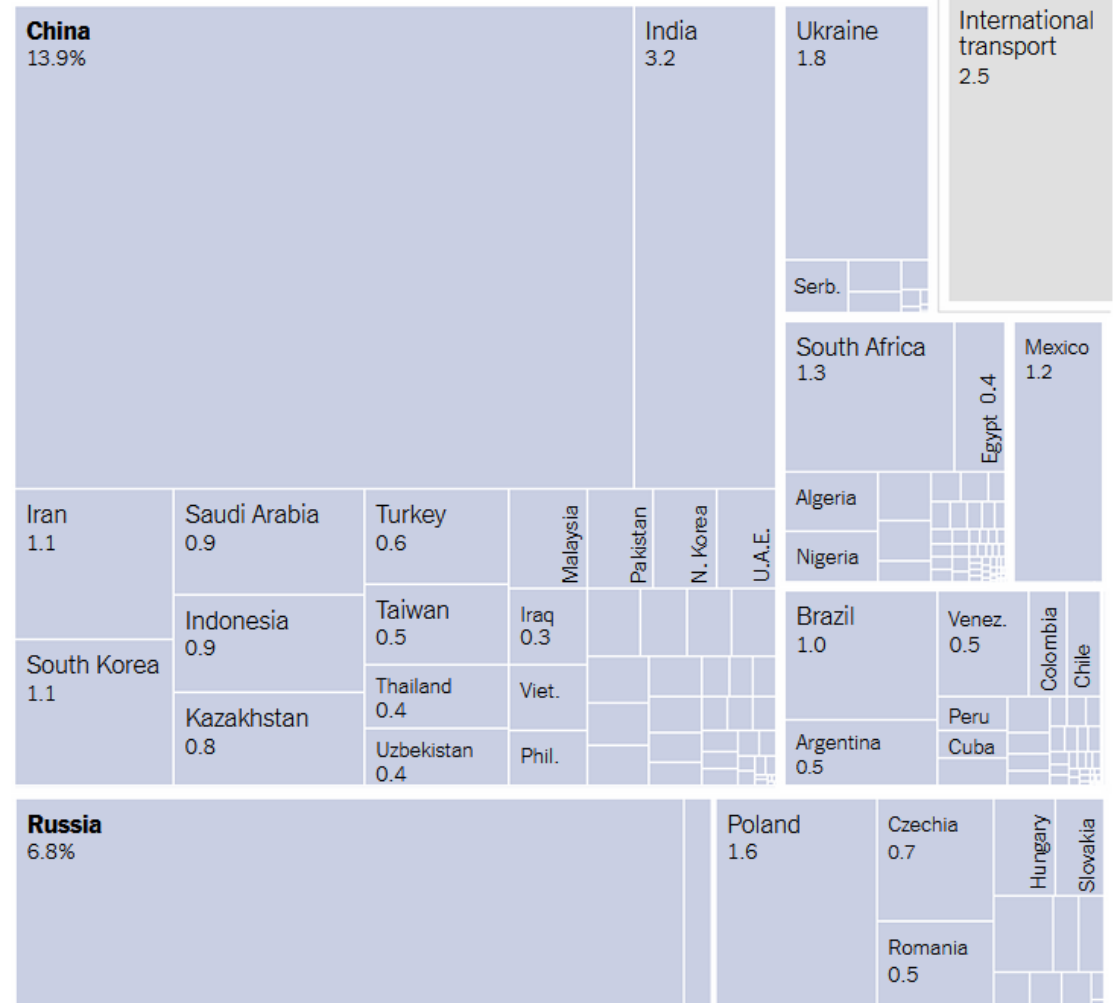 China
13.9%
India
3.2
Ukraine
1.8
International
transport
2.5
Serb.
South Africa
1.3
Egypt 0.4
Mexico
1.2
Algeria
Nigeria
Iran
1.1
Saudi Arabia
0.9
Turkey
0.6
Malaysia
Pakistan
N. Korea
U.A.E.
Indonesia
0.9
Taiwan
0.5
Iraq
0.3
South Korea
1.1
Kazakhstan
0.8
Thailand
0.4
Viet.
Uzbekistan
0.4
Phil.
Brazil
1.0
Venez.
0.5
Colombia
Chile
Peru
Argentina
0.5
Cuba
Russia
6.8%
Poland
1.6
Czechia
0.7
Hungary
Slovakia
Romania
0.5